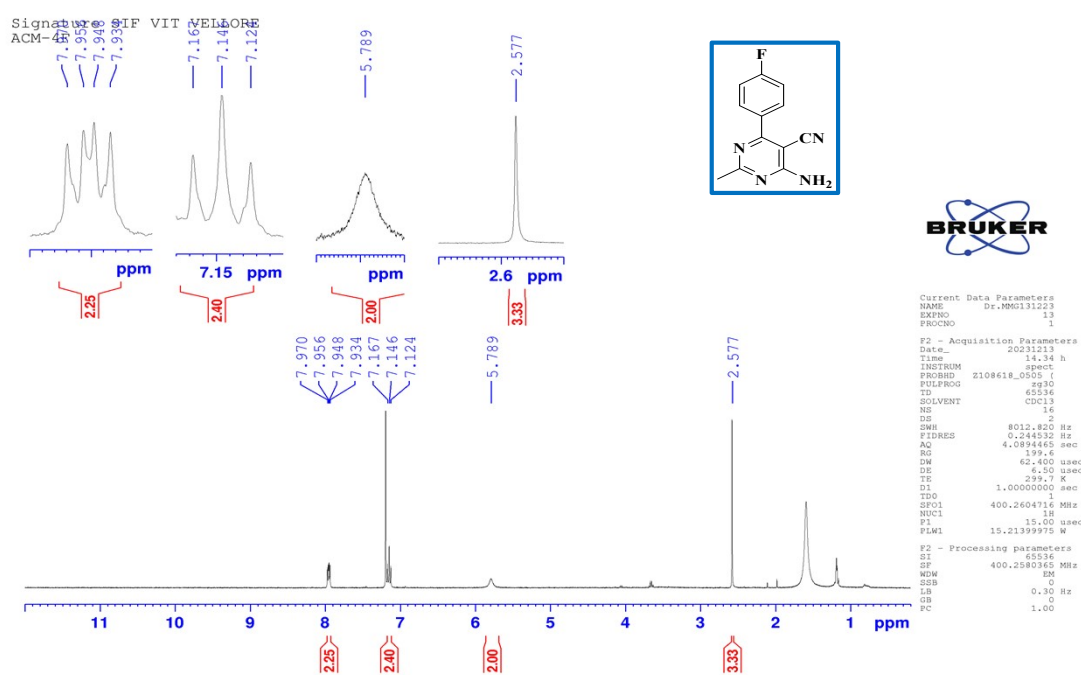 Signature SIF VIT VELLORE
ACM-4F
7.970
7.956
7.948
7.934
7.167
7.146
7.124
5.789
2.577
F
N
CN
N
NH2
ppm
7.15 ppm
ppm
2.6 ppm
2.25
2.40
2.00
3.33
BRUKER
7.970
7.956
7.948
7.934
7.167
7.146
7.124
5.789
2.577
Current Data Parameters
NAME Dr.MMG131223
EXPNO 13
PROCNO 1
F2 - Acquisition Parameters
Date_ 20231213
Time 14.34 h
INSTRUM spect
PROBHD Z108618_0505 (
PULPROG zg30
TD 65536
SOLVENT CDCl3
NS 16
DS 2
SWH 8012.820 Hz
FIDRES 0.244532 Hz
AQ 4.0894465 sec
RG 199.6
DW 62.400 usec
DE 6.50 usec
TE 299.7 K
D1 1.00000000 sec
TD0 1
SFO1 400.2604716 MHz
NUC1 1H
P1 15.00 usec
PLW1 15.21399975 W
F2 - Processing parameters
SI 65536
SF 400.2580365 MHz
WDW EM
SSB 0
LB 0.30 Hz
GB 0
PC 1.00
11 10 9 8 7 6 5 4 3 2 1 ppm
2.25
2.40
2.00
3.33